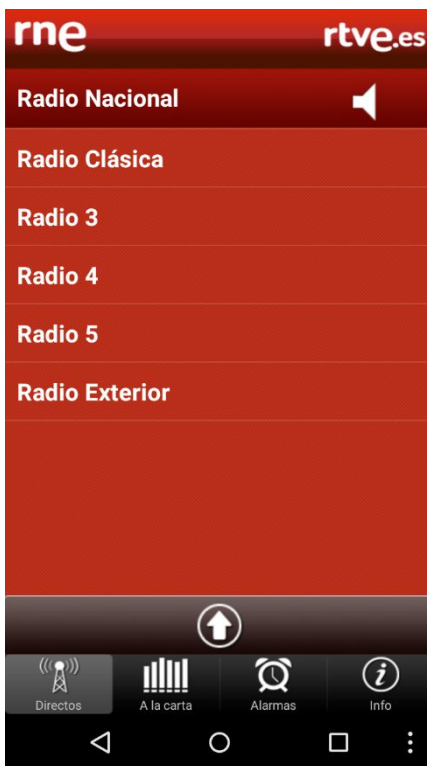 rne
rtve.es
Radio Nacional
Radio Clásica
Radio 3
Radio 4
Radio 5
Radio Exterior
Directos
A la carta
Alarmas
Info